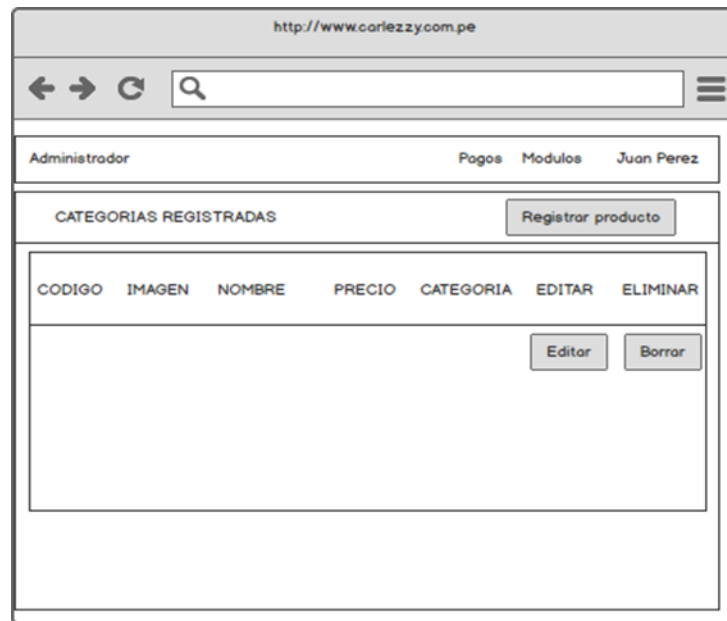 http://www.carlezzy.com.pe
Administrador Pagos Modulos Juan Perez
CATEGORIAS REGISTRADAS Registrar producto
CODIGO IMAGEN NOMBRE PRECIO CATEGORIA EDITAR ELIMINAR
Editar Borrar